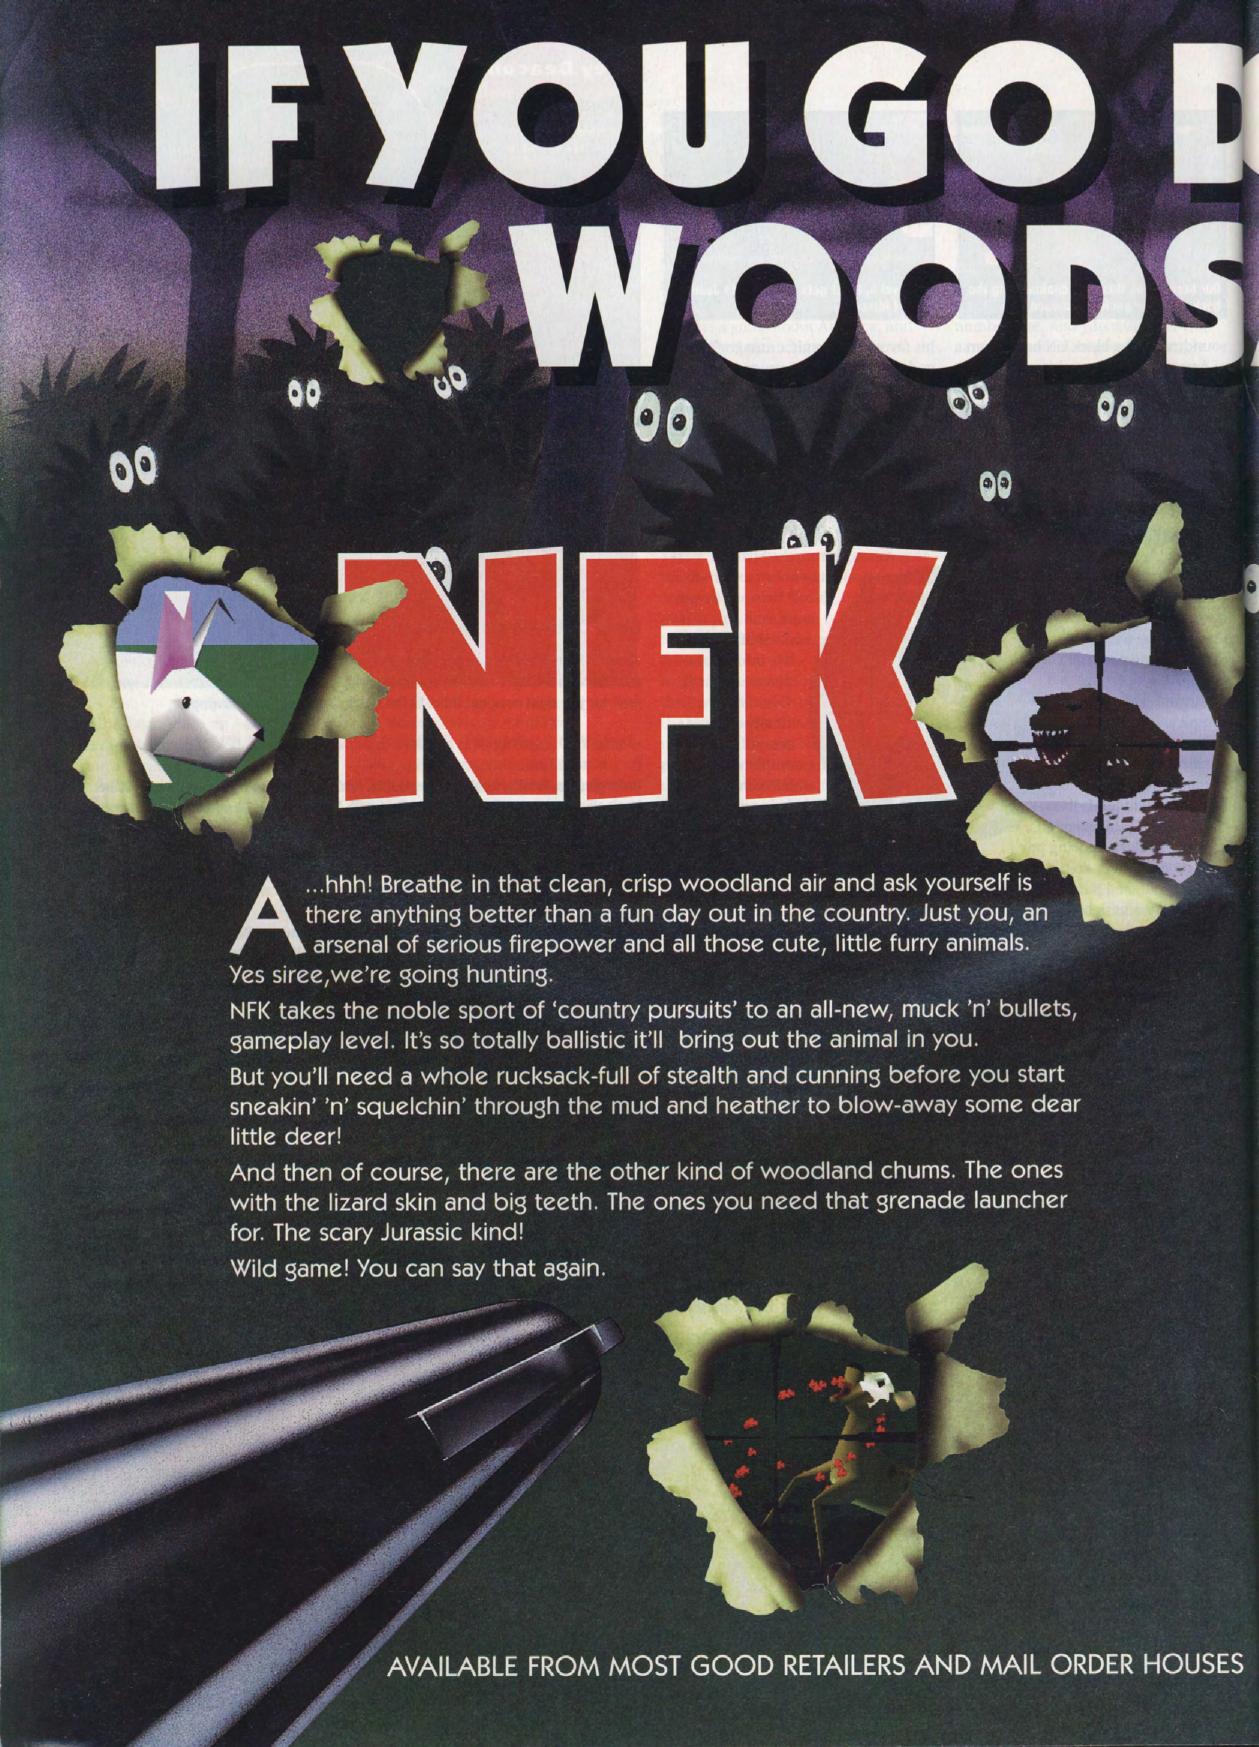 IF YOU GO D
WOODS
NFK
A...hhh! Breathe in that clean, crisp woodland air and ask yourself is
there anything better than a fun day out in the country. Just you, an
arsenal of serious firepower and all those cute, little furry animals.
Yes siree,we're going hunting.
NFK takes the noble sport of 'country pursuits' to an all-new, muck 'n' bullets,
gameplay level. It's so totally ballistic it'll bring out the animal in you.
But you'll need a whole rucksack-full of stealth and cunning before you start
sneakin' 'n' squelchin' through the mud and heather to blow-away some dear
little deer!
And then of course, there are the other kind of woodland chums. The ones
with the lizard skin and big teeth. The ones you need that grenade launcher
for. The scary Jurassic kind!
Wild game! You can say that again.
AVAILABLE FROM MOST GOOD RETAILERS AND MAIL ORDER HOUSES